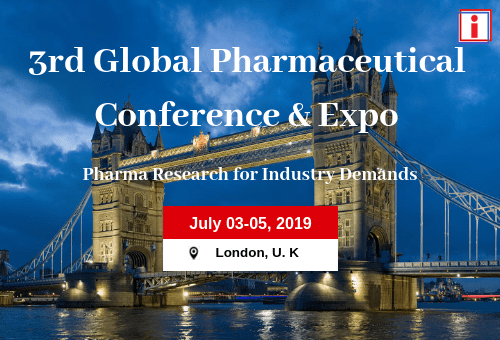 3rd Global Pharmaceutical
Conference & Expo
Pharma Research for Industry Demands
July 03-05, 2019
London, U. K
i